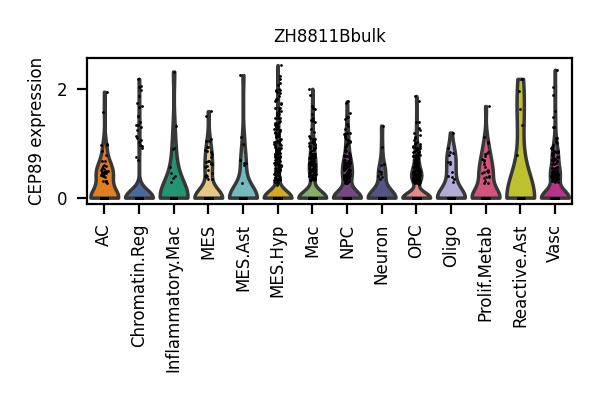 ZH8811Bbulk
CEP89 expression
2
0
AC
Chromatin.Reg
Inflammatory.Mac
MES
MES.Ast
MES.Hyp
Mac
NPC
Neuron
OPC
Oligo
Prolif.Metab
Reactive.Ast
Vasc